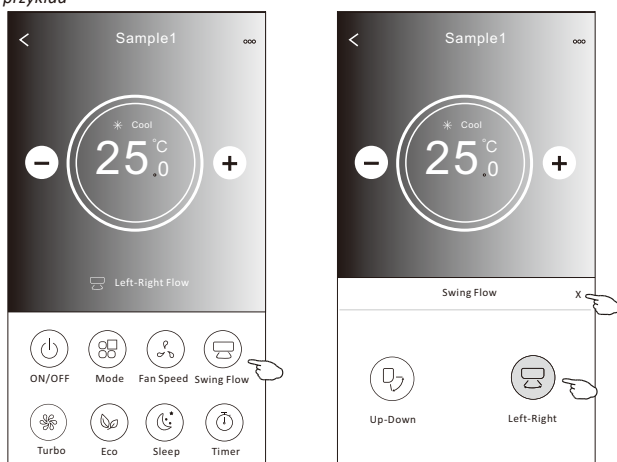 przykład
Sample1
Cool
25.0 °C
Left-Right Flow
ON/OFF Mode Fan Speed Swing Flow
Turbo Eco Sleep Timer
Sample1
Cool
25.0 °C
Swing Flow X
Up-Down Left-Right